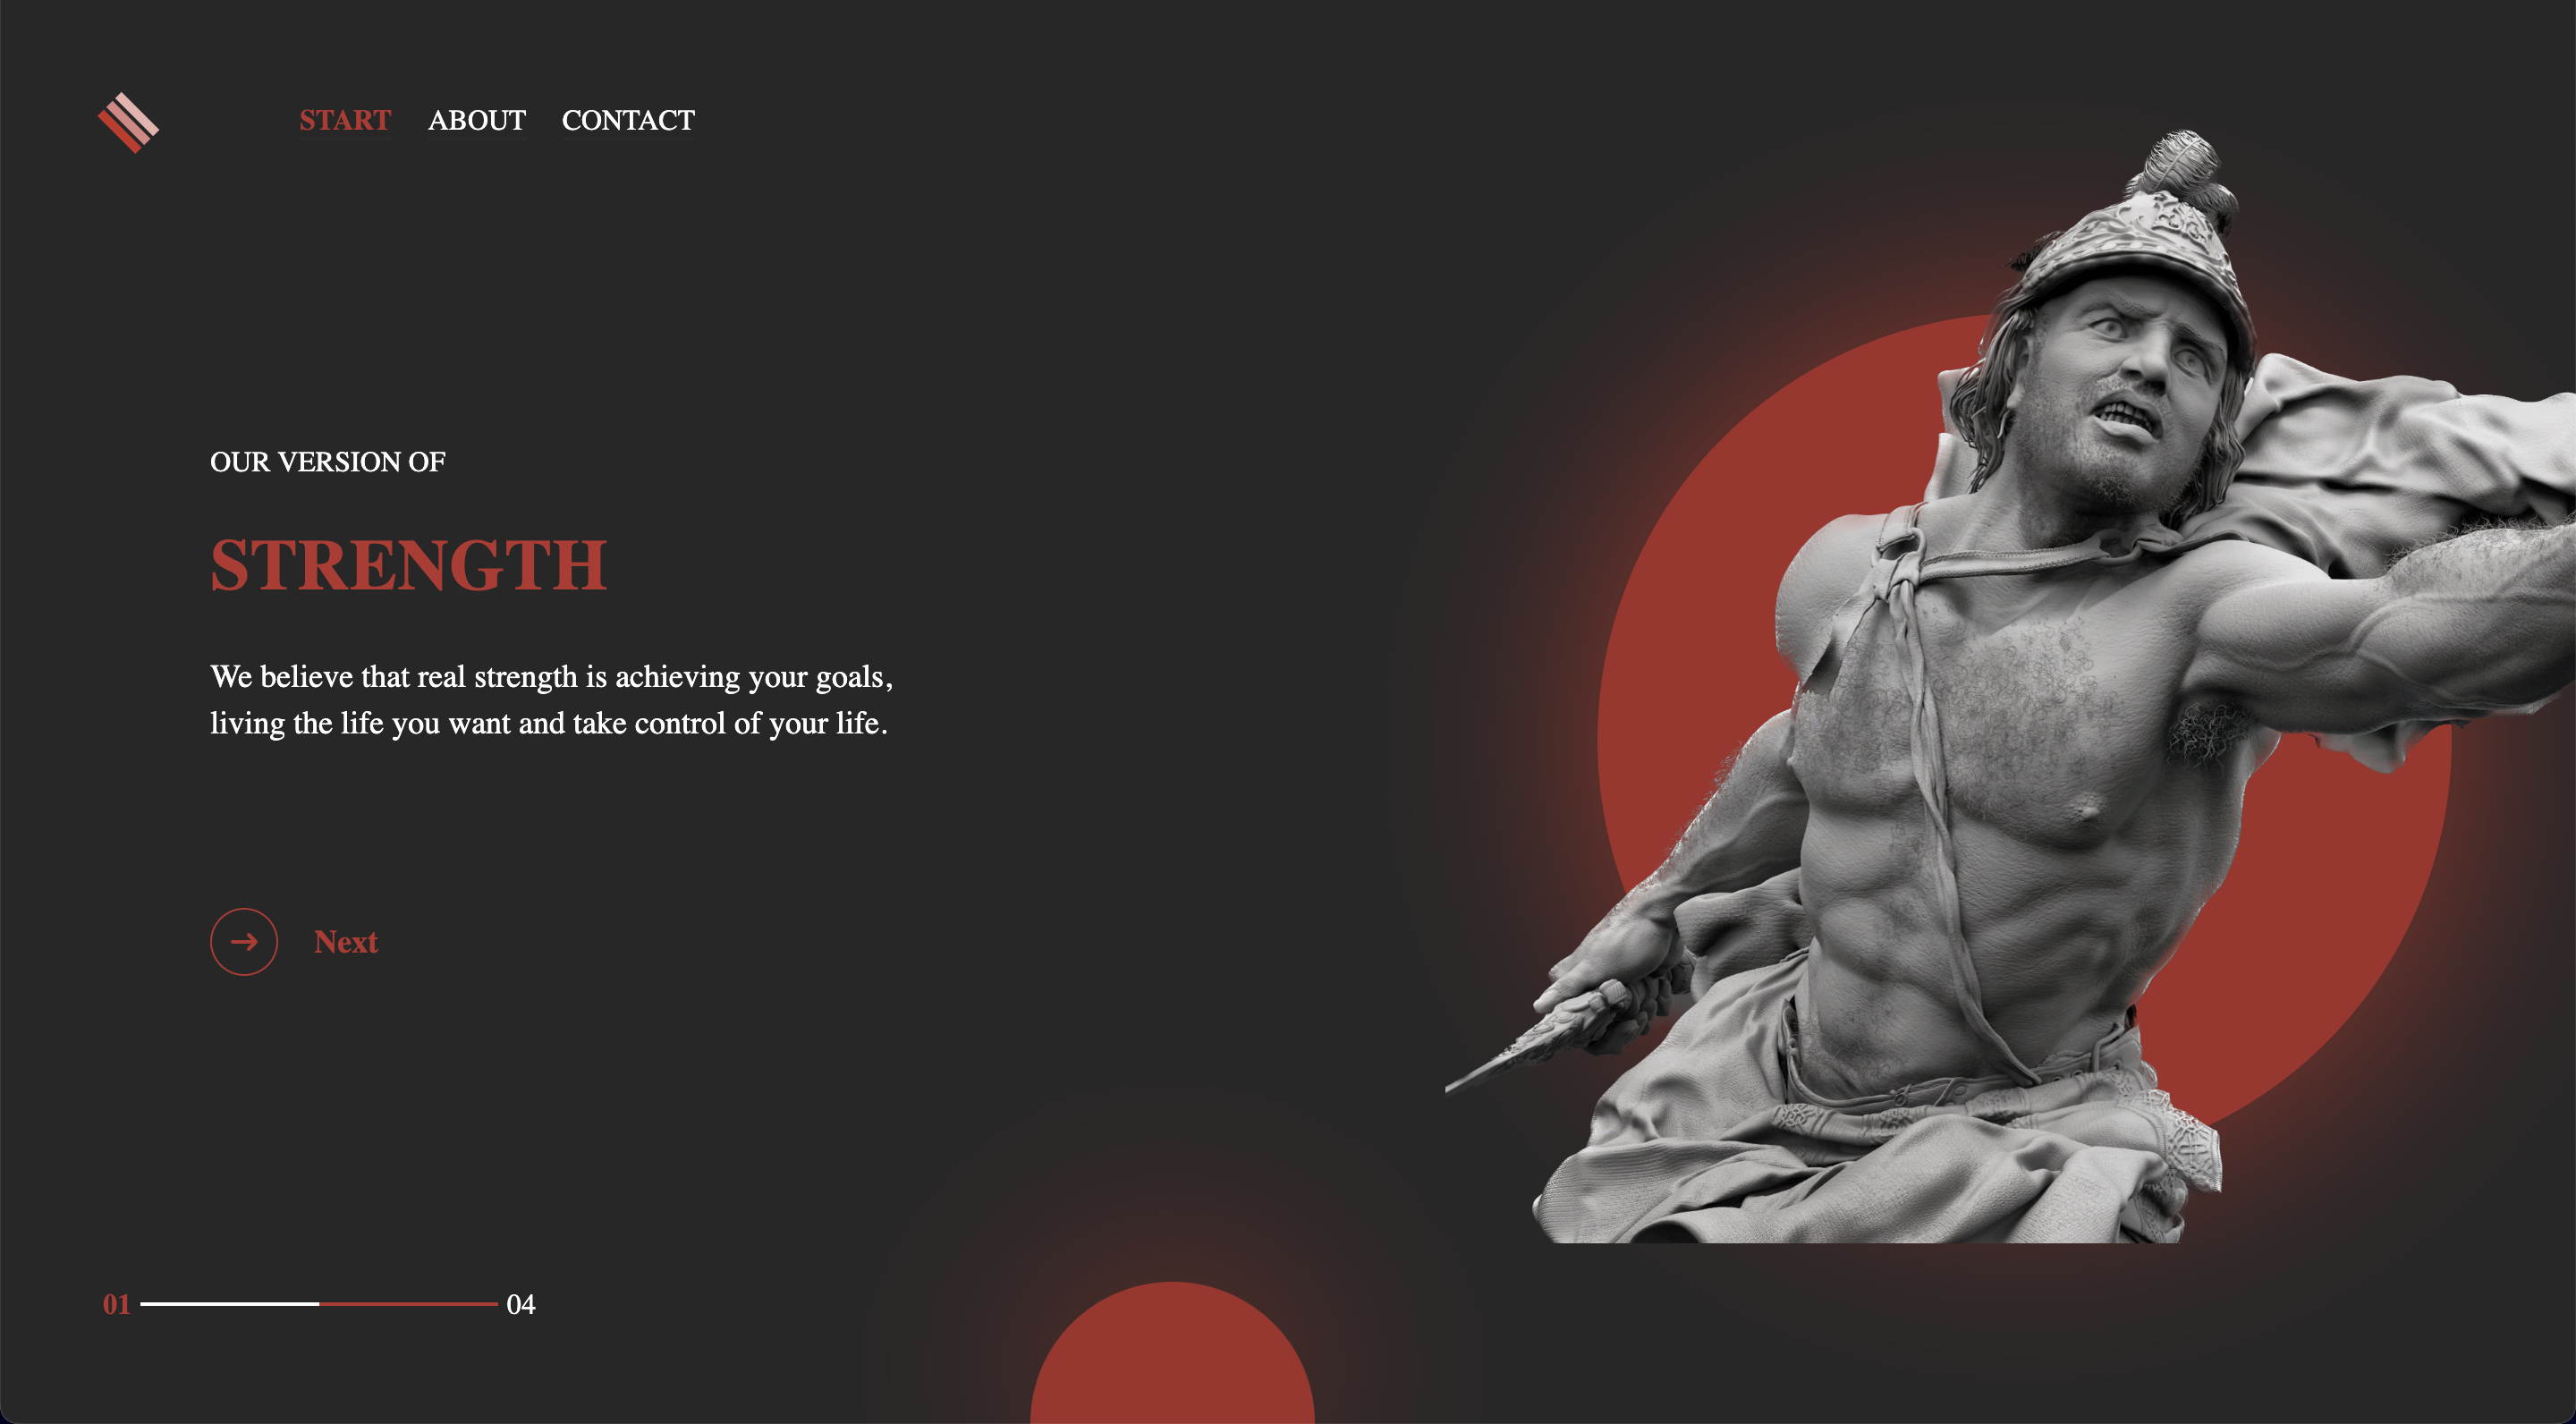 START ABOUT CONTACT
OUR VERSION OF
STRENGTH
We believe that real strength is achieving your goals,
living the life you want and take control of your life.
Next
01 04